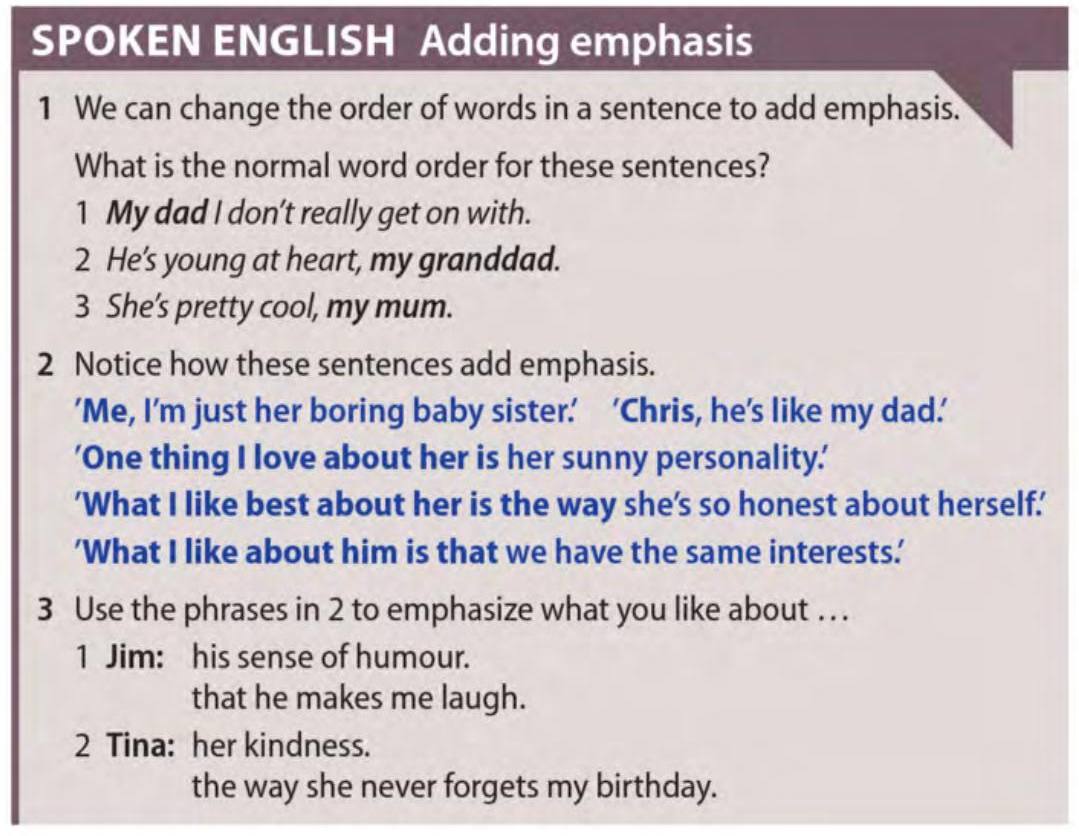 SPOKEN ENGLISH Adding emphasis
1 We can change the order of words in a sentence to add emphasis.
What is the normal word order for these sentences?
1 My dad I don't really get on with.
2 He's young at heart, my granddad.
3 She's pretty cool, my mum.
2 Notice how these sentences add emphasis.
'Me, I'm just her boring baby sister.' 'Chris, he's like my dad.'
'One thing I love about her is her sunny personality.'
'What I like best about her is the way she's so honest about herself.'
'What I like about him is that we have the same interests.'
3 Use the phrases in 2 to emphasize what you like about ...
1 Jim: his sense of humour.
that he makes me laugh.
2 Tina: her kindness.
the way she never forgets my birthday.